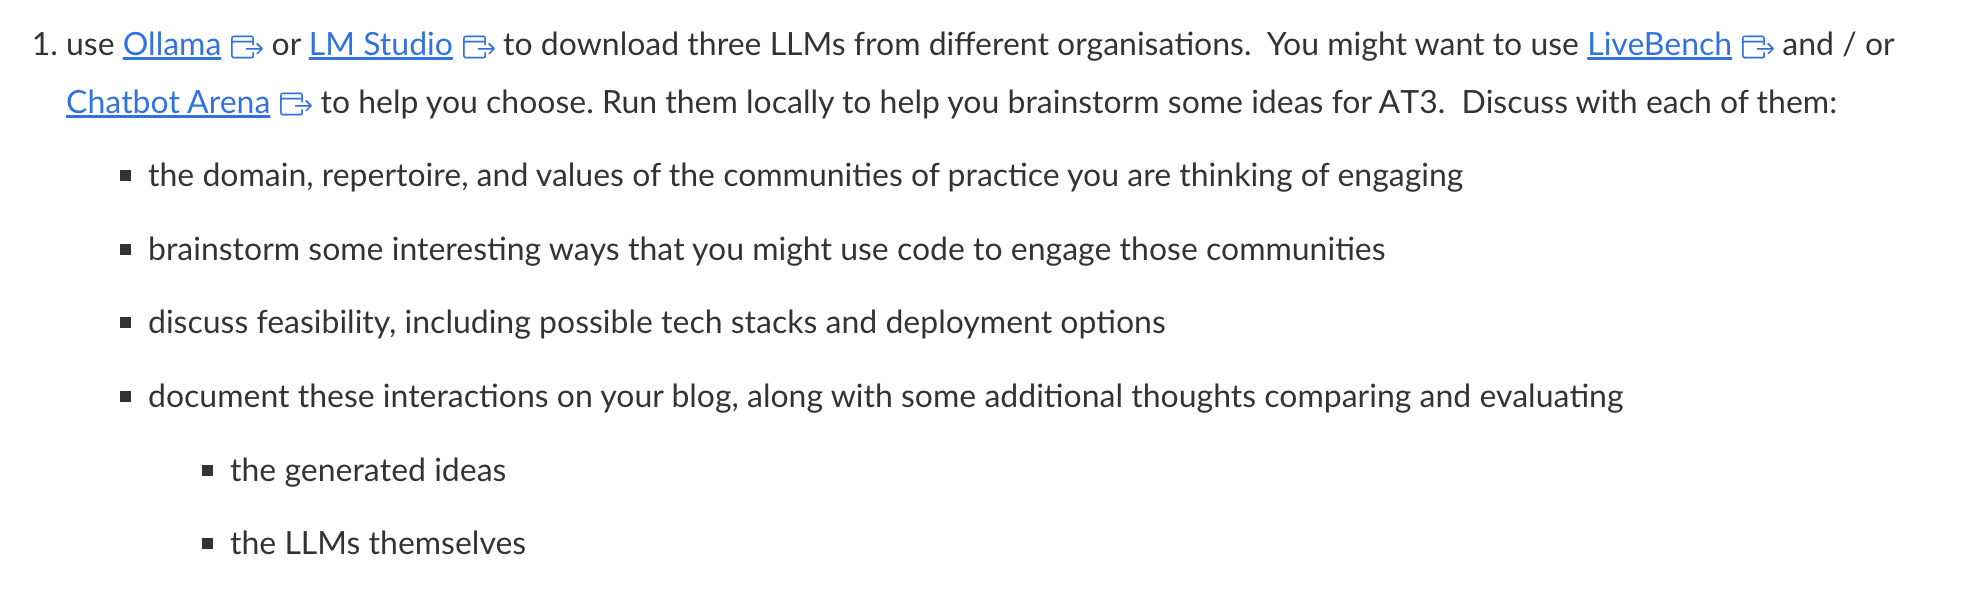 1. use Ollama or LM Studio to download three LLMs from different organisations.  You might want to use LiveBench and / or
Chatbot Arena to help you choose. Run them locally to help you brainstorm some ideas for AT3.  Discuss with each of them:
▪ the domain, repertoire, and values of the communities of practice you are thinking of engaging
▪ brainstorm some interesting ways that you might use code to engage those communities
▪ discuss feasibility, including possible tech stacks and deployment options
▪ document these interactions on your blog, along with some additional thoughts comparing and evaluating
▪ the generated ideas
▪ the LLMs themselves